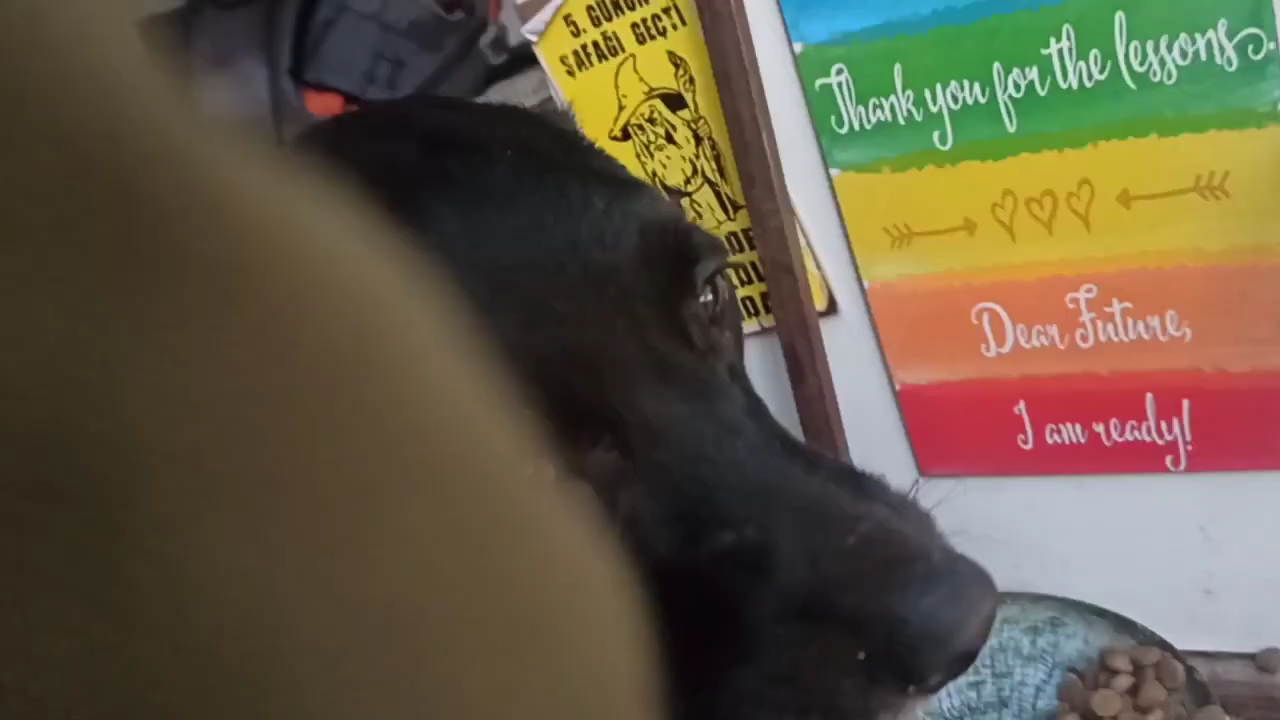 5. GÜNÜN
ŞAFAĞI GEÇTİ
Thank you for the lessons.
Dear Future,
I am ready!